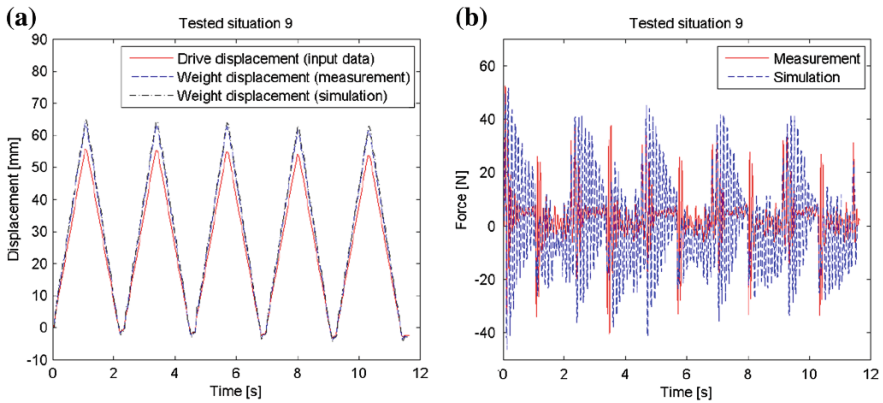 (a)
Tested situation 9
Displacement [mm]
90
80
70
60
50
40
30
20
10
0
-10
Drive displacement (input data)
Weight displacement (measurement)
Weight displacement (simulation)
0 2 4 6 8 10 12
Time [s]
(b)
Tested situation 9
Force [N]
60
40
20
0
-20
-40
Measurement
Simulation
0 2 4 6 8 10 12
Time [s]